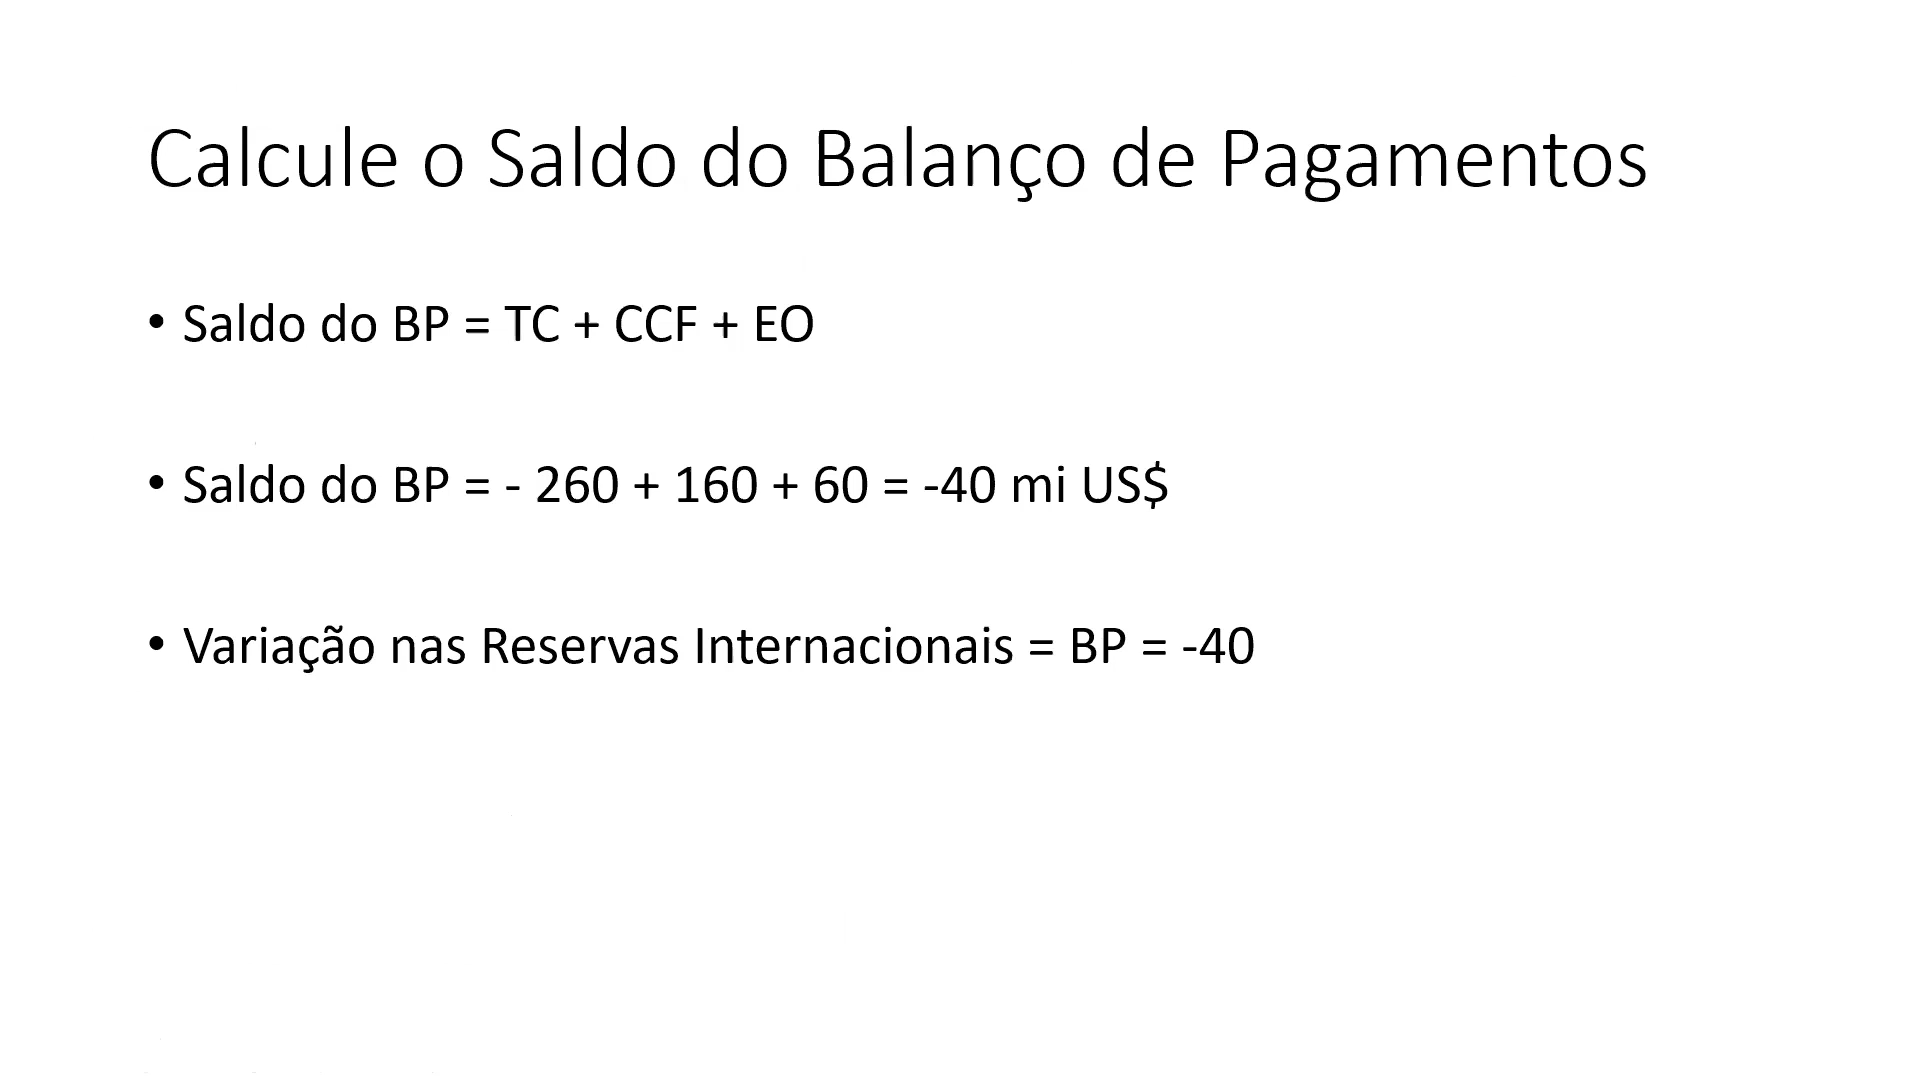 Calcule o Saldo do Balanço de Pagamentos
• Saldo do BP = TC + CCF + EO
• Saldo do BP = - 260 + 160 + 60 = -40 mi US$
• Variação nas Reservas Internacionais = BP = -40